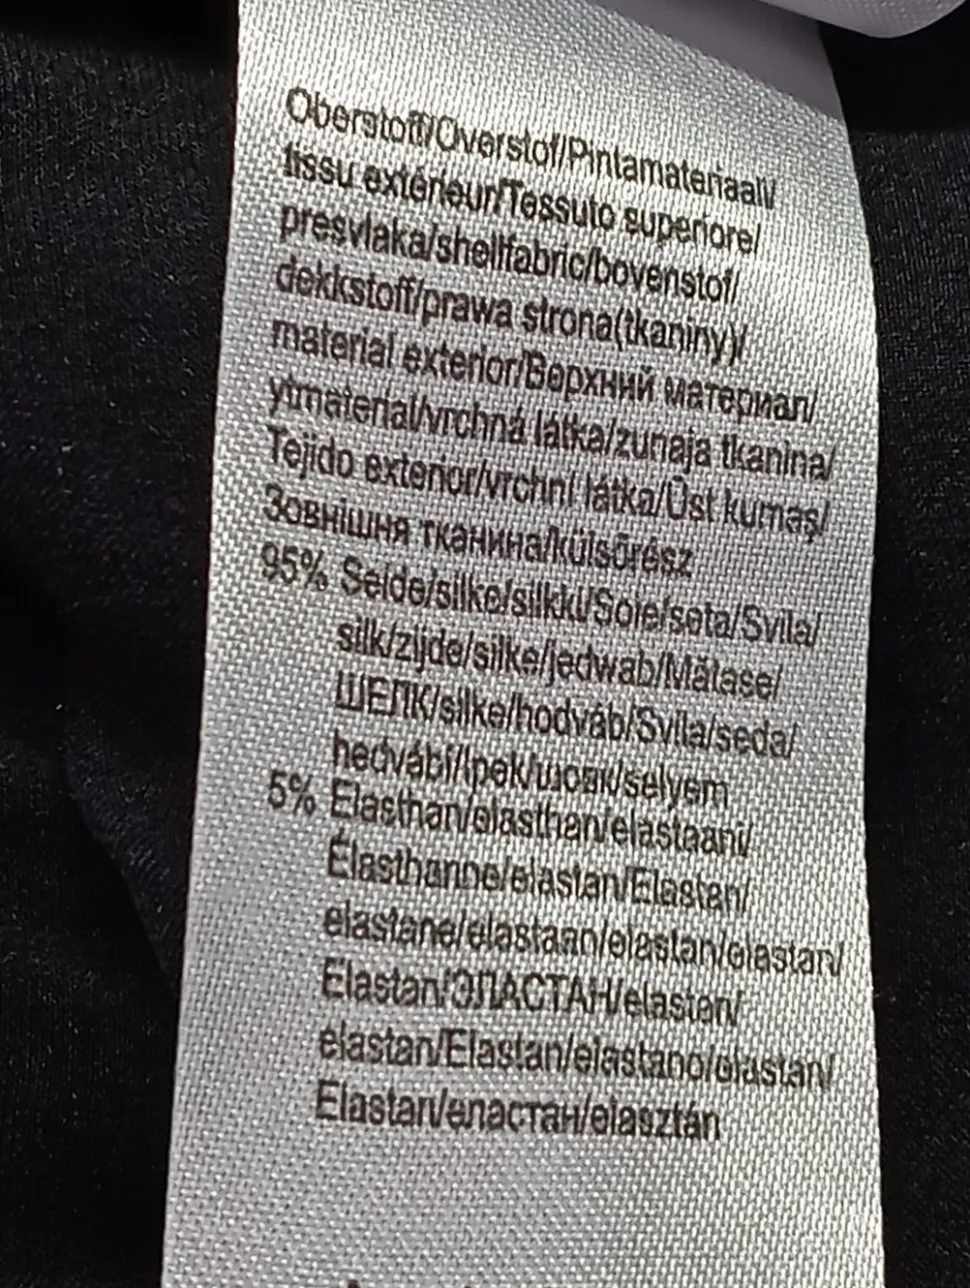 Oberstoff/Overstof/Pintamateriaali/
tissu extérieur/Tessuto superiore/
presvlaka/shellfabric/bovenstof/
dekkstoff/prawa strona(tkaniny)/
material exterior/Верхний материал/
ytmaterial/vrchná látka/zunaja tkanina/
Tejido exterior/vrchní látka/Üst kumaş/
Зовнішня тканина/külsőrész
95% Seide/silke/silkki/Soie/seta/Svila/
silk/zijde/silke/jedwab/Mătase/
ШЕЛК/silke/hodváb/Svila/seda/
hedvábí/İpek/шовк/selyem
5% Elasthan/elasthan/elastaani/
Élasthanne/elastan/Elastan/
elastane/elastaan/elastan/elastan/
Elastan/ЭЛАСТАН/elastan/
elastan/Elastan/elastano/elastan/
Elastan/еластан/elasztán